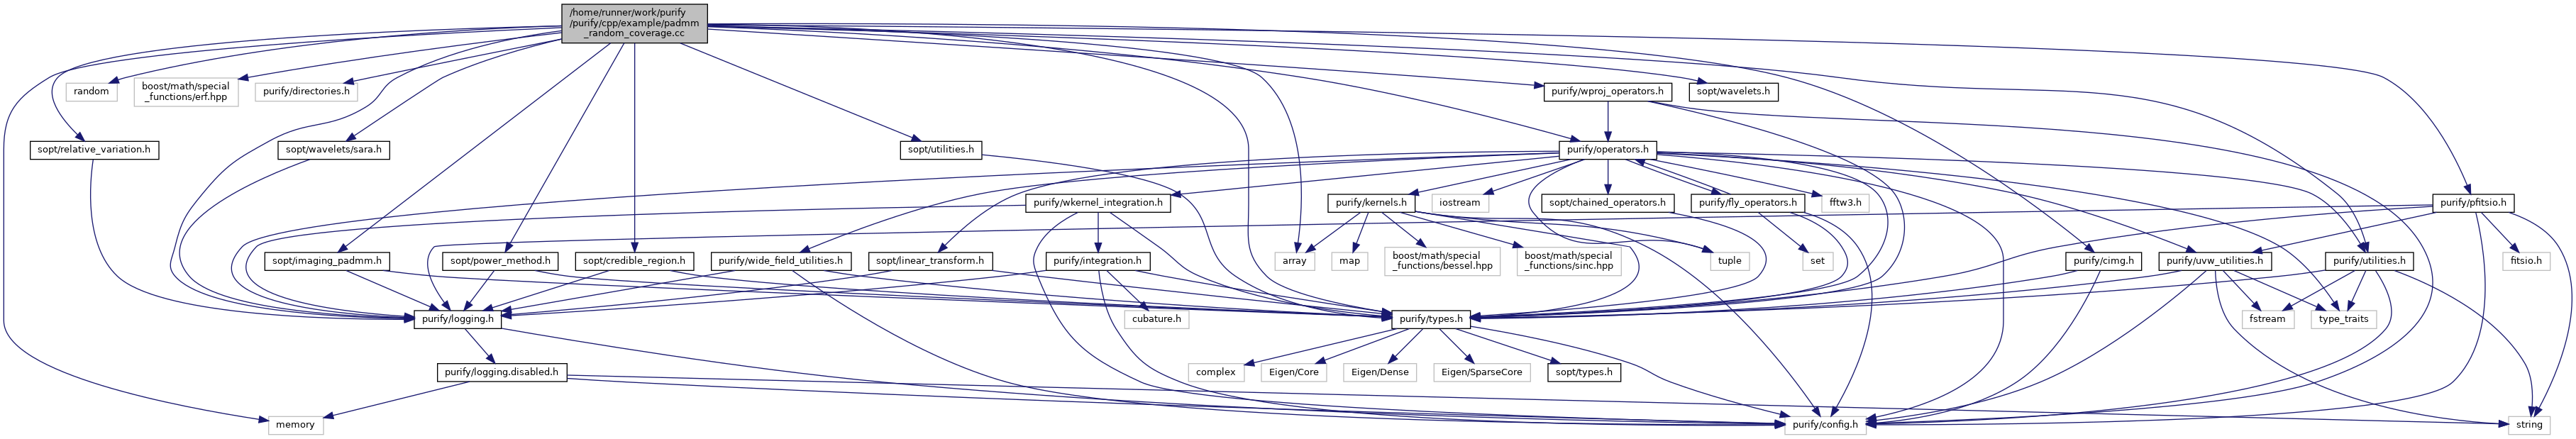 /home/runner/work/purify
/purify/cpp/example/padmm
_random_coverage.cc
random
boost/math/special
_functions/erf.hpp
purify/directories.h
purify/wproj_operators.h
sopt/wavelets.h
sopt/relative_variation.h
sopt/wavelets/sara.h
sopt/utilities.h
purify/operators.h
purify/wkernel_integration.h
purify/kernels.h
iostream
sopt/chained_operators.h
purify/fly_operators.h
fftw3.h
purify/pfitsio.h
sopt/imaging_padmm.h
sopt/power_method.h
sopt/credible_region.h
purify/wide_field_utilities.h
sopt/linear_transform.h
purify/integration.h
array
map
boost/math/special
_functions/bessel.hpp
boost/math/special
_functions/sinc.hpp
tuple
set
purify/cimg.h
purify/uvw_utilities.h
purify/utilities.h
fitsio.h
purify/logging.h
cubature.h
purify/types.h
fstream
type_traits
purify/logging.disabled.h
complex
Eigen/Core
Eigen/Dense
Eigen/SparseCore
sopt/types.h
memory
purify/config.h
string